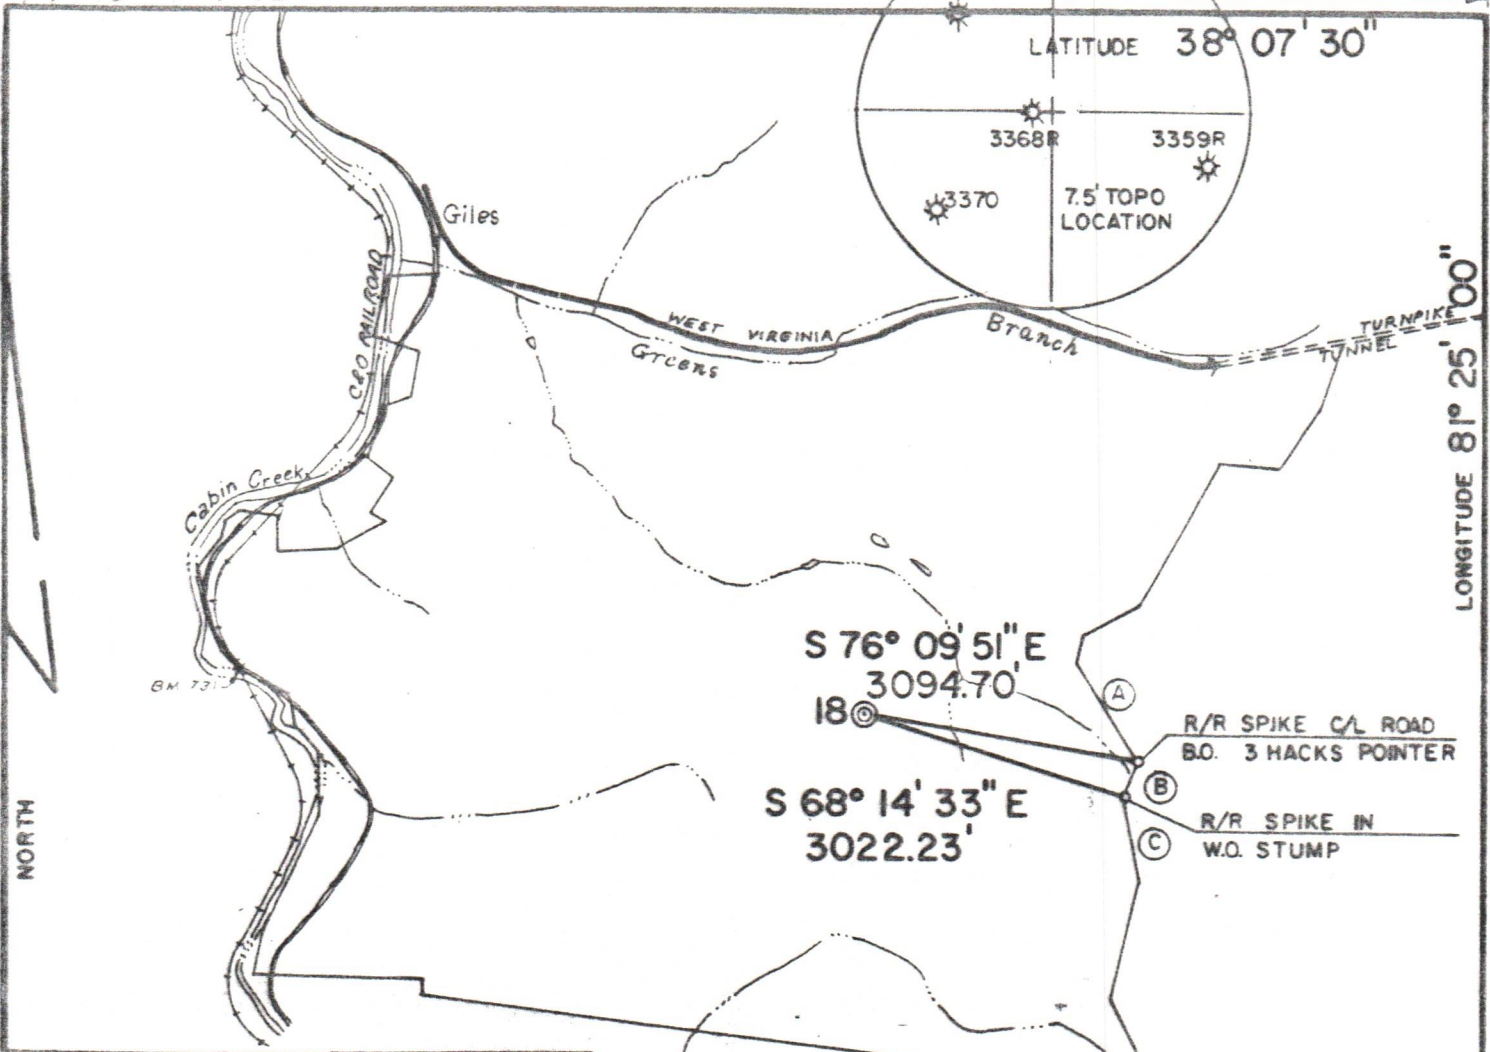 LATITUDE 38° 07' 30"
3368R
3359R
3370
7.5' TOPO
LOCATION
Giles
C&O RAILROAD
WEST VIRGINIA
TURNPIKE
TUNNEL
Greens
Branch
LONGITUDE 81° 25' 00"
Cabin Creek
S 76° 09' 51" E
3094.70'
BM 731
18
A
R/R SPIKE C/L ROAD
B.O. 3 HACKS POINTER
B
S 68° 14' 33" E
3022.23'
R/R SPIKE IN
W.O. STUMP
C
NORTH